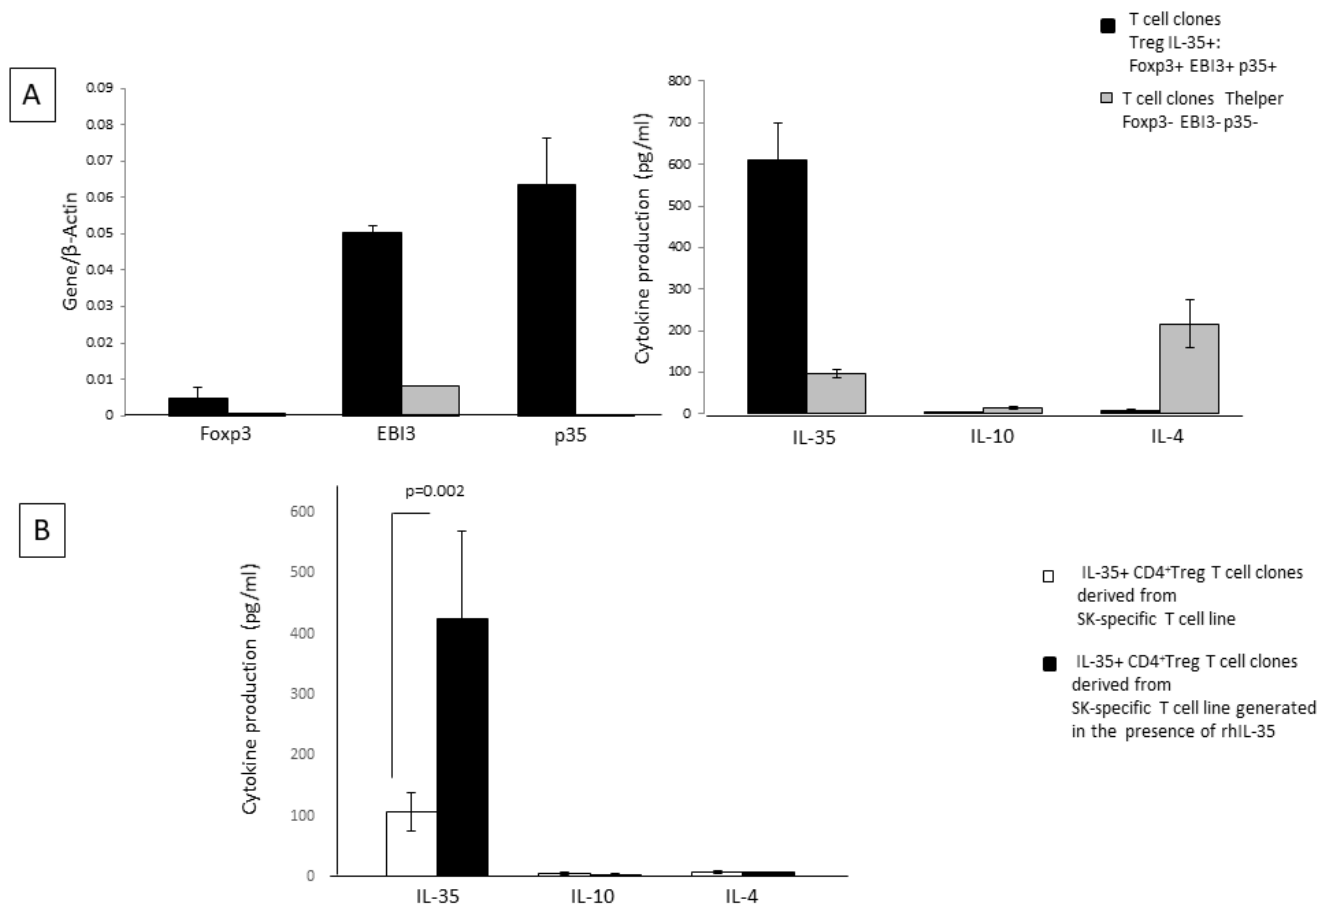 T cell clones
Treg IL-35+:
Foxp3+ EBI3+ p35+
T cell clones Thelper
Foxp3- EBI3- p35-
A
Gene/β-Actin
0.09
0.08
0.07
0.06
0.05
0.04
0.03
0.02
0.01
0
Foxp3 EBI3 p35
Cytokine production (pg/ml)
800
700
600
500
400
300
200
100
0
IL-35 IL-10 IL-4
B
p=0.002
Cytokine production (pg/ml)
600
500
400
300
200
100
0
IL-35 IL-10 IL-4
IL-35+ CD4⁺Treg T cell clones
derived from
SK-specific T cell line
IL-35+ CD4⁺Treg T cell clones
derived from
SK-specific T cell line generated
in the presence of rhIL-35